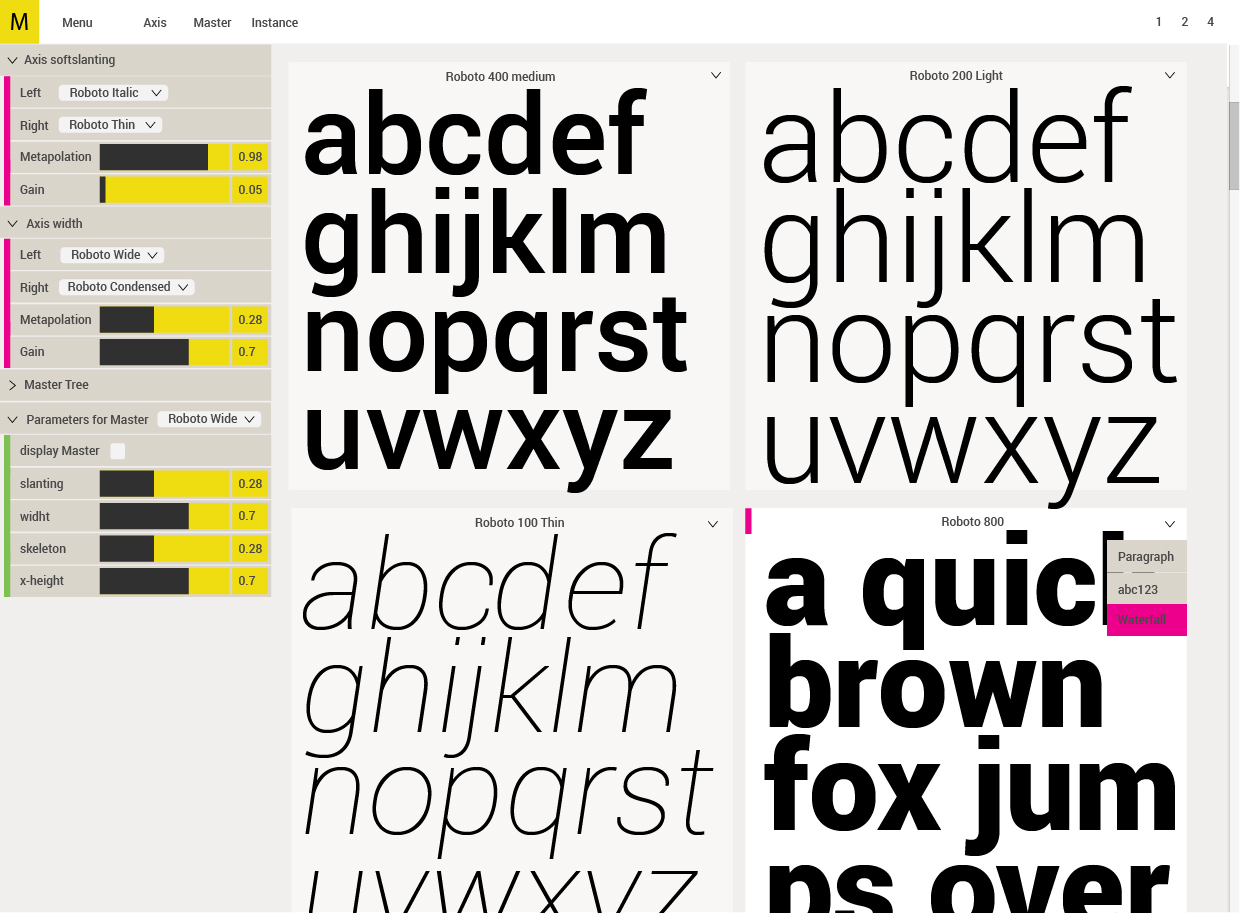 M Menu Axis Master Instance 1 2 4
Axis softslanting
Left Roboto Italic
Right Roboto Thin
Metapolation 0.98
Gain 0.05
Axis width
Left Roboto Wide
Right Roboto Condensed
Metapolation 0.28
Gain 0.7
Master Tree
Parameters for Master Roboto Wide
display Master
slanting 0.28
widht 0.7
skeleton 0.28
x-height 0.7
Roboto 400 medium
abcdef
ghijklm
nopqrst
uvwxyz
Roboto 200 Light
abcdef
ghijklm
nopqrst
uvwxyz
Roboto 100 Thin
abcdef
ghijklm
nopqrst
uvwxyz
Roboto 800
Paragraph
abc123
Waterfall
a quick
brown
fox jum
ps over